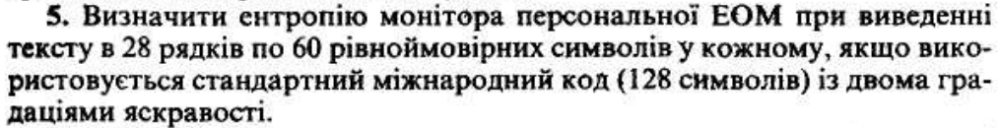 5. Визначити ентропію монітора персональної ЕОМ при виведенні
тексту в 28 рядків по 60 рівноймовірних символів у кожному, якщо вико-
ристовується стандартний міжнародний код (128 символів) із двома гра-
даціями яскравості.